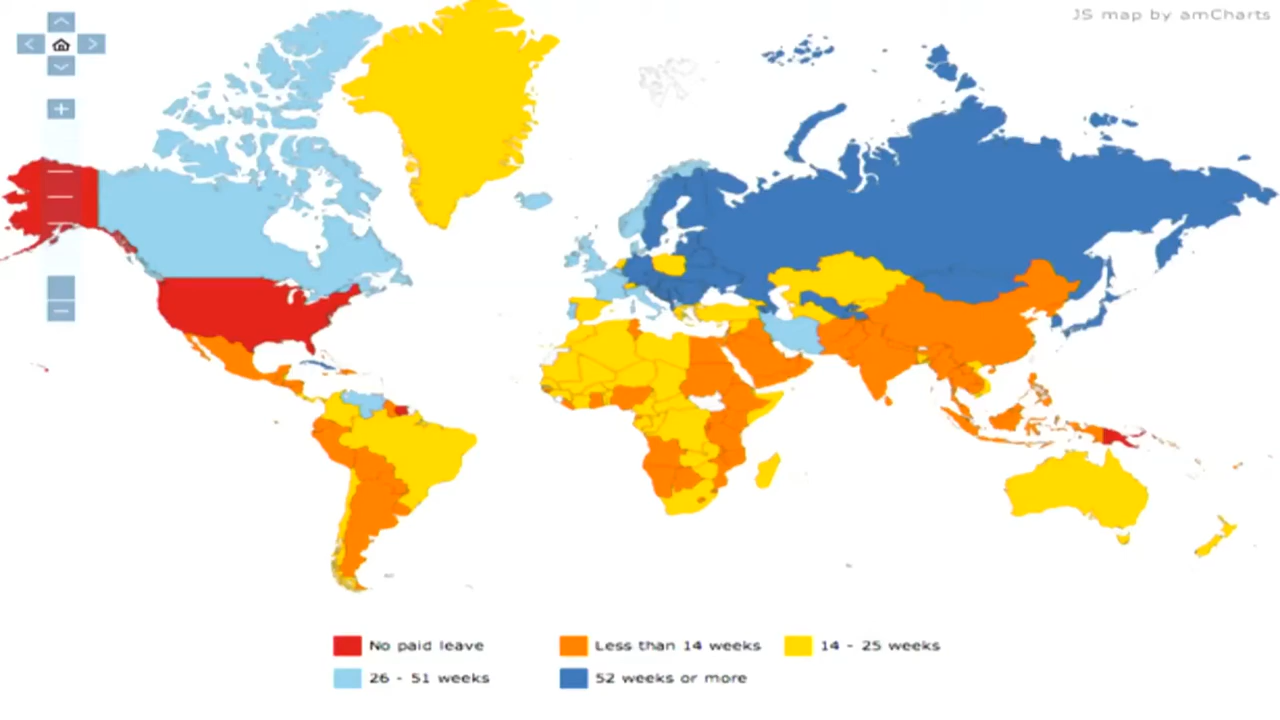 JS map by amCharts
No paid leave
Less than 14 weeks
14 - 25 weeks
26 - 51 weeks
52 weeks or more